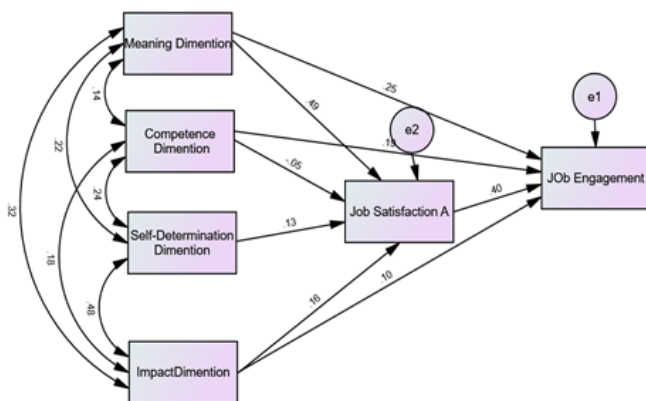 Meaning Dimention
.25
e1
.14
.49
e2
Competence
Dimention
.15
JOb Engagement
.22
-.05
.24
.40
Job Satisfaction A
.32
.13
Self-Determination
Dimention
.18
.48
.16
.10
ImpactDimention